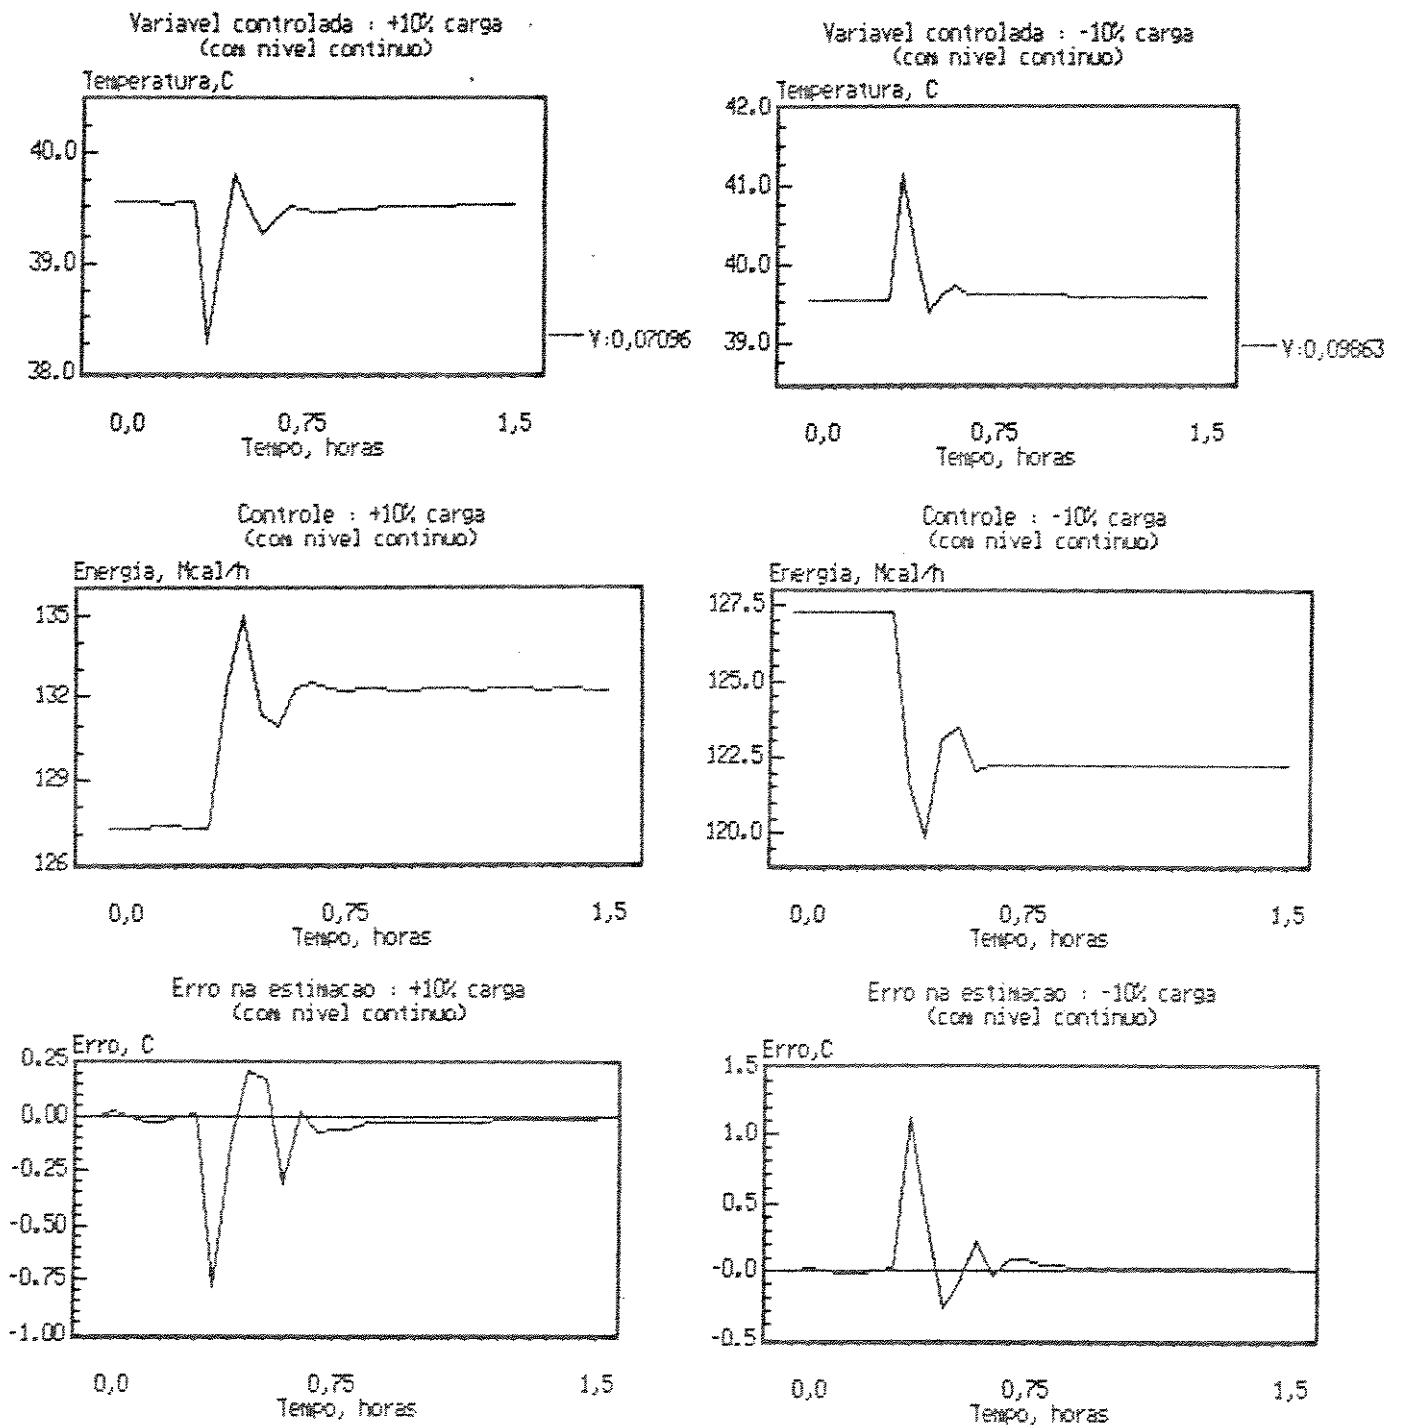 Variavel controlada : +10% carga
(com nivel continuo)
Temperatura,C
40.0
39.0
38.0
V:0,07096
0,0 0,75 1,5
Tempo, horas
Variavel controlada : -10% carga
(com nivel continuo)
Temperatura, C
42.0
41.0
40.0
39.0
V:0,09863
0,0 0,75 1,5
Tempo, horas
Controle : +10% carga
(com nivel continuo)
Energia, Mcal/h
135
132
129
126
0,0 0,75 1,5
Tempo, horas
Controle : -10% carga
(com nivel continuo)
Energia, Mcal/h
127.5
125.0
122.5
120.0
0,0 0,75 1,5
Tempo, horas
Erro na estimacao : +10% carga
(com nivel continuo)
Erro, C
0.25
0.00
-0.25
-0.50
-0.75
-1.00
0,0 0,75 1,5
Tempo, horas
Erro na estimacao : -10% carga
(com nivel continuo)
Erro,C
1.5
1.0
0.5
-0.0
-0.5
0,0 0,75 1,5
Tempo, horas